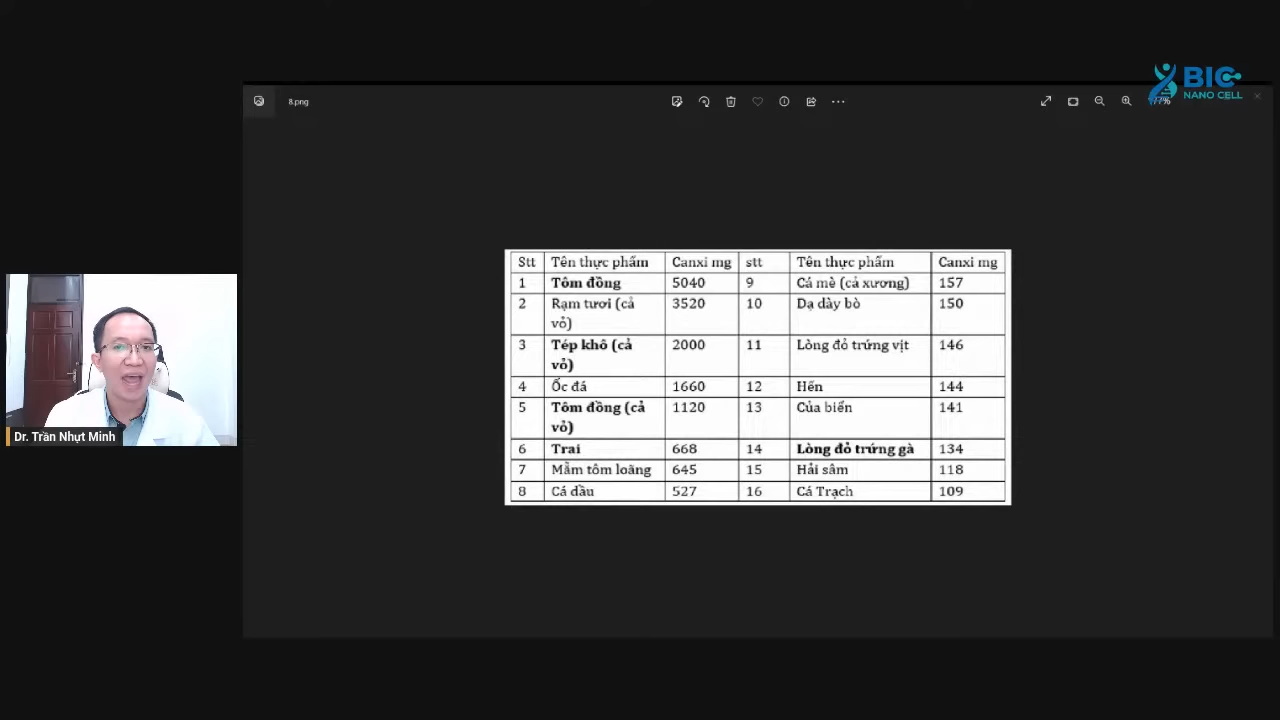 BIC
NANO CELL
8.png
Stt Tên thực phẩm Canxi mg stt Tên thực phẩm Canxi mg
1 Tôm đồng 5040 9 Cá mè (cả xương) 157
2 Rạm tươi (cả vỏ) 3520 10 Dạ dày bò 150
3 Tép khô (cả vỏ) 2000 11 Lòng đỏ trứng vịt 146
4 Ốc đá 1660 12 Hến 144
5 Tôm đồng (cả vỏ) 1120 13 Của biển 141
6 Trai 668 14 Lòng đỏ trứng gà 134
7 Mắm tôm loãng 645 15 Hải sâm 118
8 Cá dầu 527 16 Cá Trạch 109
Dr. Trần Nhựt Minh